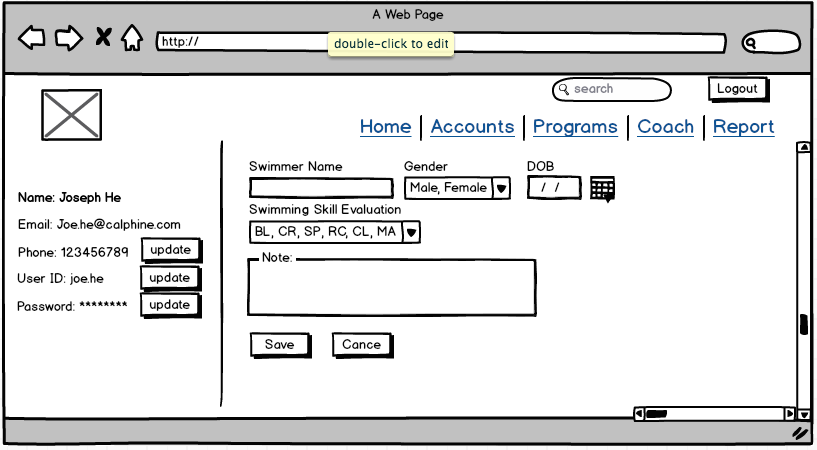 A Web Page
http://
double-click to edit
search
Logout
Home Accounts Programs Coach Report
Swimmer Name Gender DOB
Male, Female / /
Name: Joseph He
Swimming Skill Evaluation
Email: Joe.he@calphine.com
BL, CR, SP, RC, CL, MA
Phone: 123456789 update
Note:
User ID: joe.he update
Password: ******** update
Save Cance